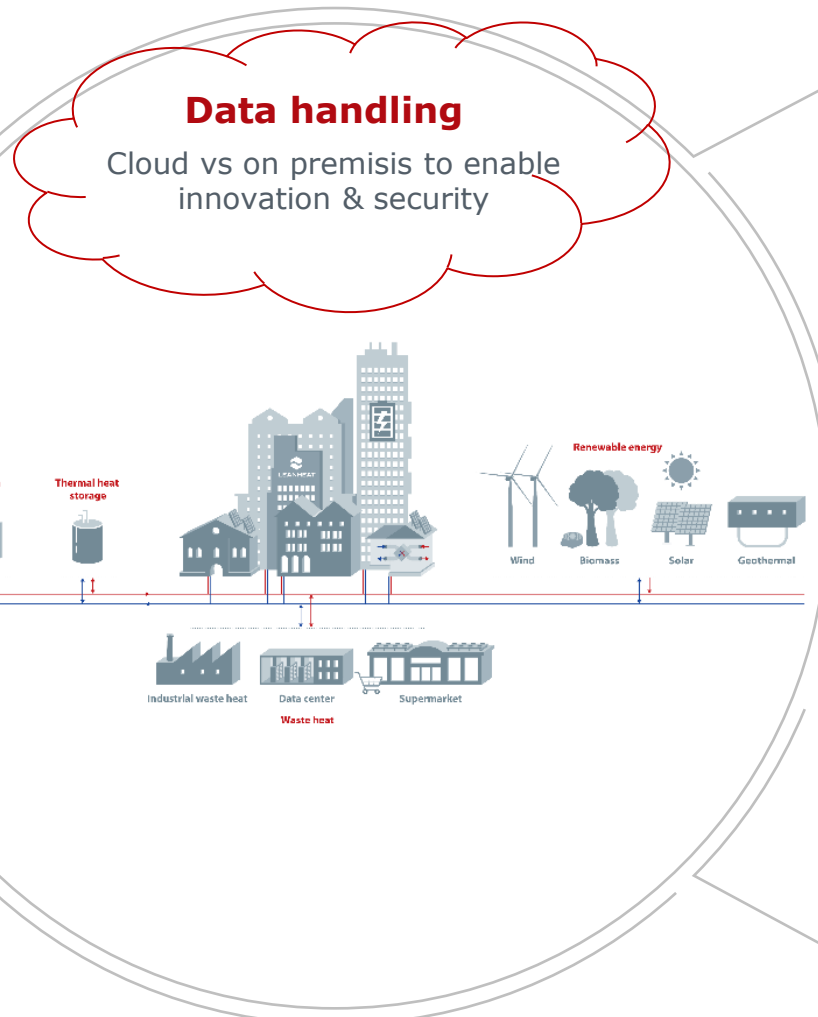 Data handling
Cloud vs on premisis to enable
innovation & security
LEANHEAT
Renewable energy
Thermal heat
storage
Wind
Biomass
Solar
Geothermal
Industrial waste heat
Data center
Supermarket
Waste heat